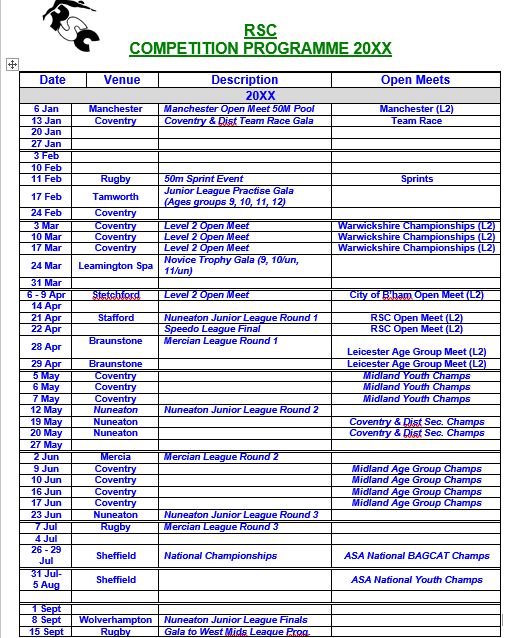 RSC
RSC
COMPETITION PROGRAMME 20XX
Date Venue Description Open Meets
20XX
6 Jan Manchester Manchester Open Meet 50M Pool Manchester (L2)
13 Jan Coventry Coventry & Dist Team Race Gala Team Race
20 Jan
27 Jan
3 Feb
10 Feb
11 Feb Rugby 50m Sprint Event Sprints
17 Feb Tamworth Junior League Practise Gala
(Ages groups 9, 10, 11, 12)
24 Feb Coventry
3 Mar Coventry Level 2 Open Meet Warwickshire Championships (L2)
10 Mar Coventry Level 2 Open Meet Warwickshire Championships (L2)
17 Mar Coventry Level 2 Open Meet Warwickshire Championships (L2)
24 Mar Leamington Spa Novice Trophy Gala (9, 10/un,
11/un)
31 Mar
6 - 9 Apr Stetchford Level 2 Open Meet City of B'ham Open Meet (L2)
14 Apr
21 Apr Stafford Nuneaton Junior League Round 1 RSC Open Meet (L2)
22 Apr Speedo League Final RSC Open Meet (L2)
28 Apr Braunstone Mercian League Round 1 Leicester Age Group Meet (L2)
29 Apr Braunstone Leicester Age Group Meet (L2)
5 May Coventry Midland Youth Champs
6 May Coventry Midland Youth Champs
7 May Coventry Midland Youth Champs
12 May Nuneaton Nuneaton Junior League Round 2
19 May Nuneaton Coventry & Dist Sec. Champs
20 May Nuneaton Coventry & Dist Sec. Champs
27 May
2 Jun Mercia Mercian League Round 2
9 Jun Coventry Midland Age Group Champs
10 Jun Coventry Midland Age Group Champs
16 Jun Coventry Midland Age Group Champs
17 Jun Coventry Midland Age Group Champs
23 Jun Nuneaton Nuneaton Junior League Round 3
7 Jul Rugby Mercian League Round 3
4 Jul
26 - 29
Jul Sheffield National Championships ASA National BAGCAT Champs
31 Jul-
5 Aug Sheffield ASA National Youth Champs
1 Sept
8 Sept Wolverhampton Nuneaton Junior League Finals
15 Sept Rugby Gala to West Mids League Prog.